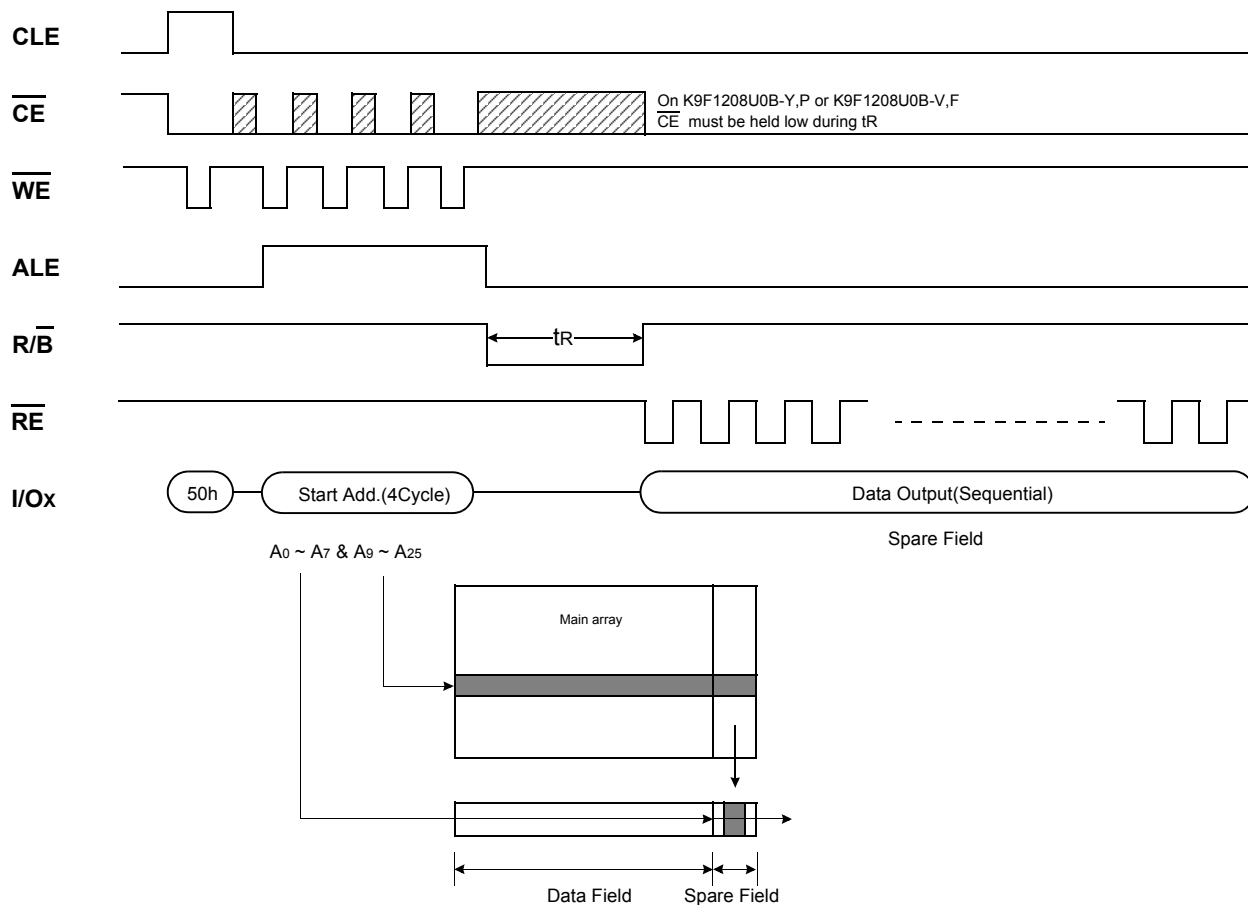 CLE
CE
On K9F1208U0B-Y,P or K9F1208U0B-V,F
CE must be held low during tR
WE
ALE
R/B
tR
RE
I/Ox
50h
Start Add.(4Cycle)
Data Output(Sequential)
Spare Field
A0 ~ A7 & A9 ~ A25
Main array
Data Field
Spare Field